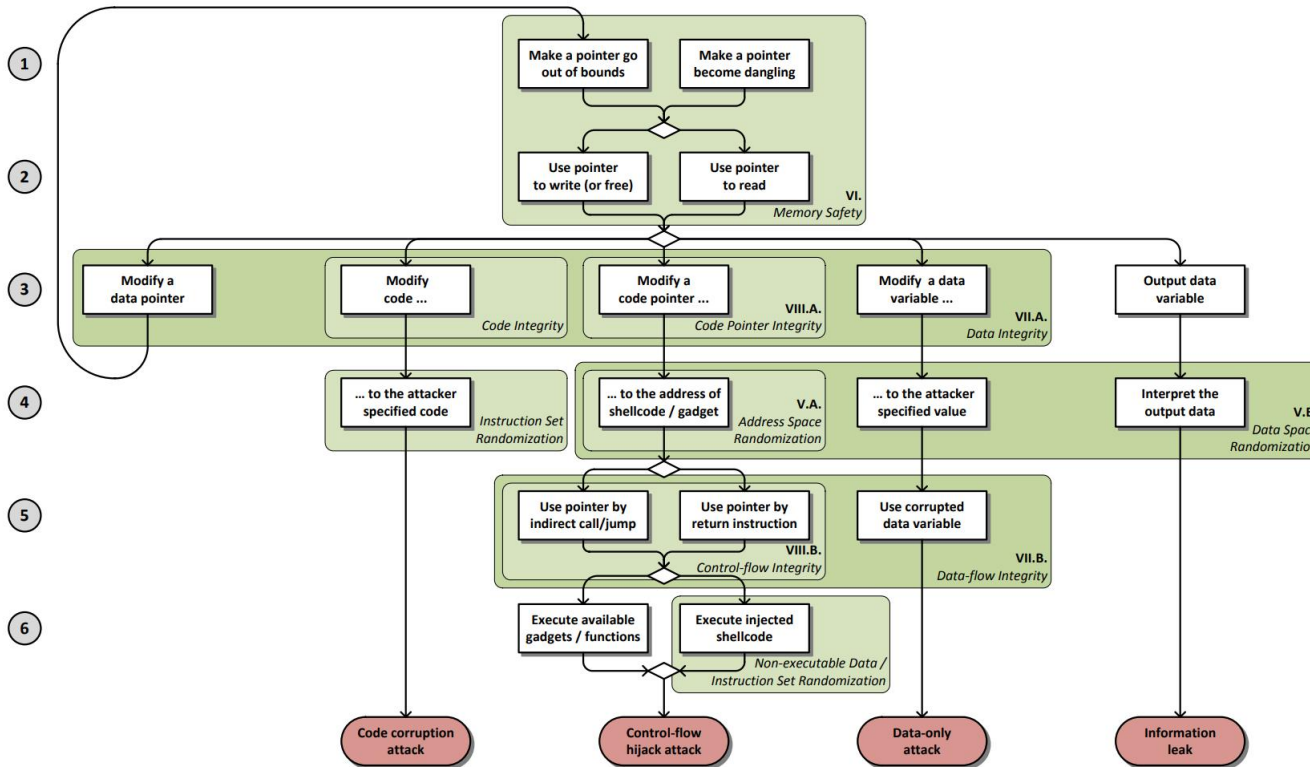 1
Make a pointer go
out of bounds
Make a pointer
become dangling
2
Use pointer
to write (or free)
Use pointer
to read
VI.
Memory Safety
3
Modify a
data pointer
Modify
code ...
Code Integrity
Modify a
code pointer ...
VIII.A.
Code Pointer Integrity
Modify a data
variable ...
VII.A.
Data Integrity
Output data
variable
4
... to the attacker
specified code
Instruction Set
Randomization
... to the address of
shellcode / gadget
V.A.
Address Space
Randomization
... to the attacker
specified value
Interpret the
output data
Data
5
Use pointer by
indirect call/jump
Use pointer by
return instruction
VIII.B.
Control-flow Integrity
Use corrupted
data variable
VII.B.
Data-flow Integrity
6
Execute available
gadgets / functions
Execute injected
shellcode
Non-executable Data /
Instruction Set Randomization
Code corruption
attack
Control-flow
hijack attack
Data-only
attack
Information
leak